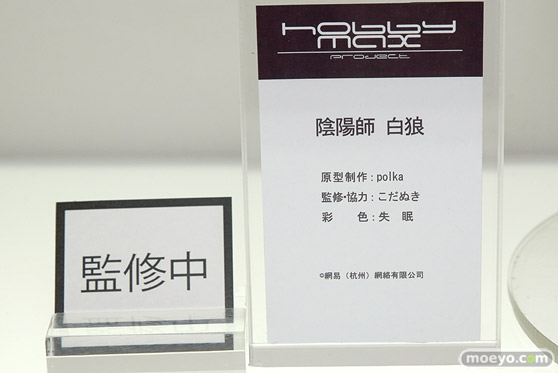 hobby
max
project
陰陽師 白狼
原型制作：polka
監修・協力：こだぬき
彩　　色：失　眠
©網易（杭州）網絡有限公司
監修中
moeyo.com